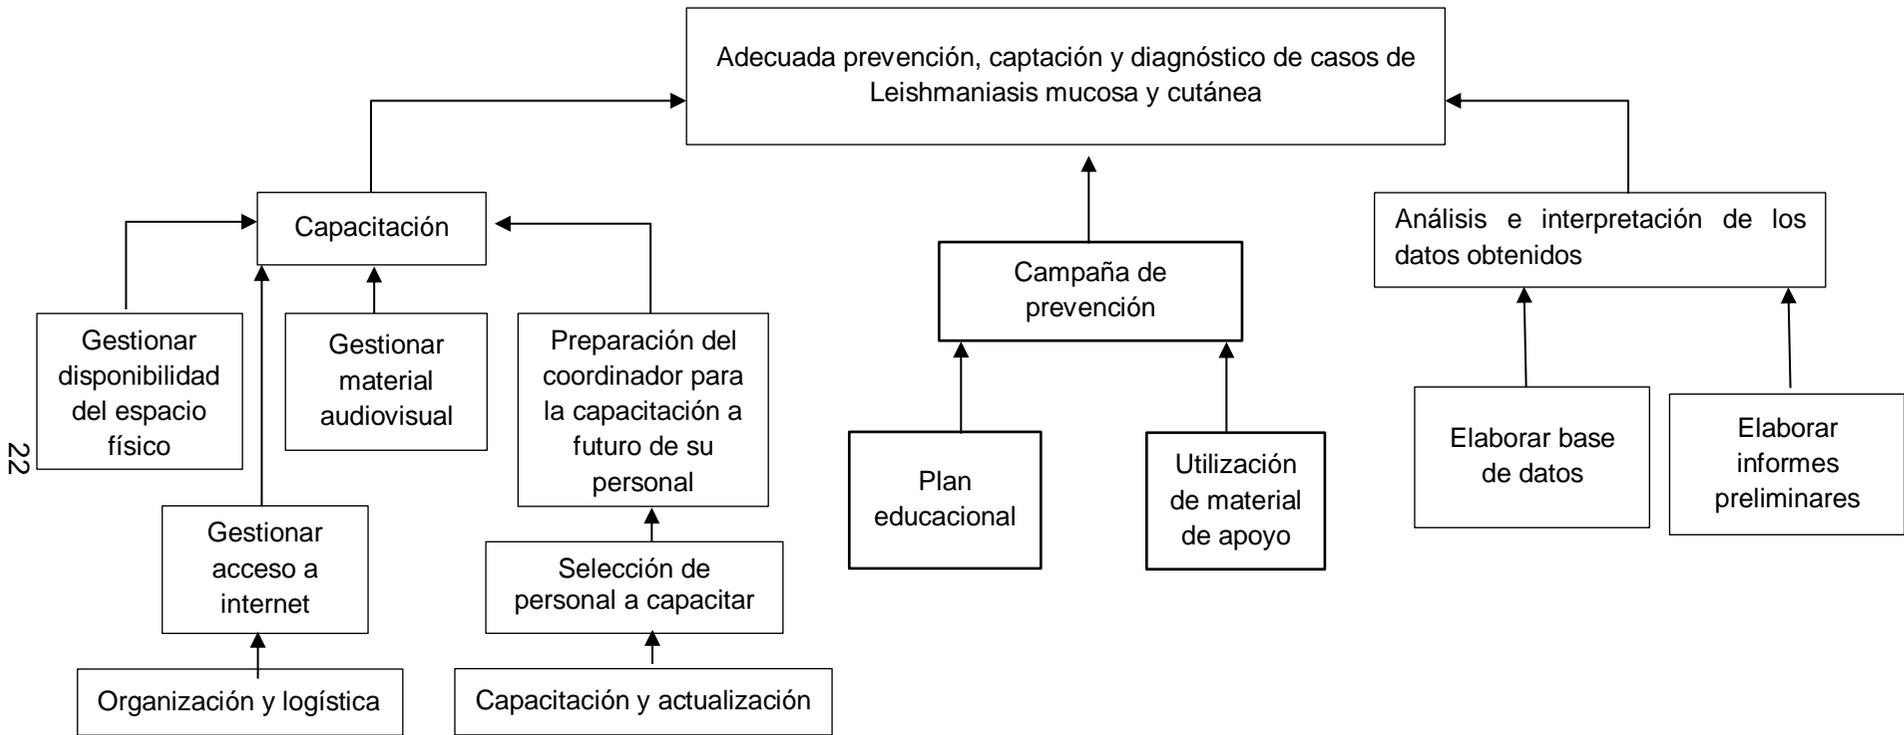 Adecuada prevención, captación y diagnóstico de casos de
Leishmaniasis mucosa y cutánea
Capacitación
Campaña de
prevención
Análisis e interpretación de los
datos obtenidos
Gestionar
disponibilidad
del espacio
físico
Gestionar
material
audiovisual
Preparación del
coordinador para
la capacitación a
futuro de su
personal
Plan
educacional
Utilización
de material
de apoyo
Elaborar base
de datos
Elaborar
informes
preliminares
Gestionar
acceso a
internet
Selección de
personal a capacitar
Organización y logística
Capacitación y actualización
22